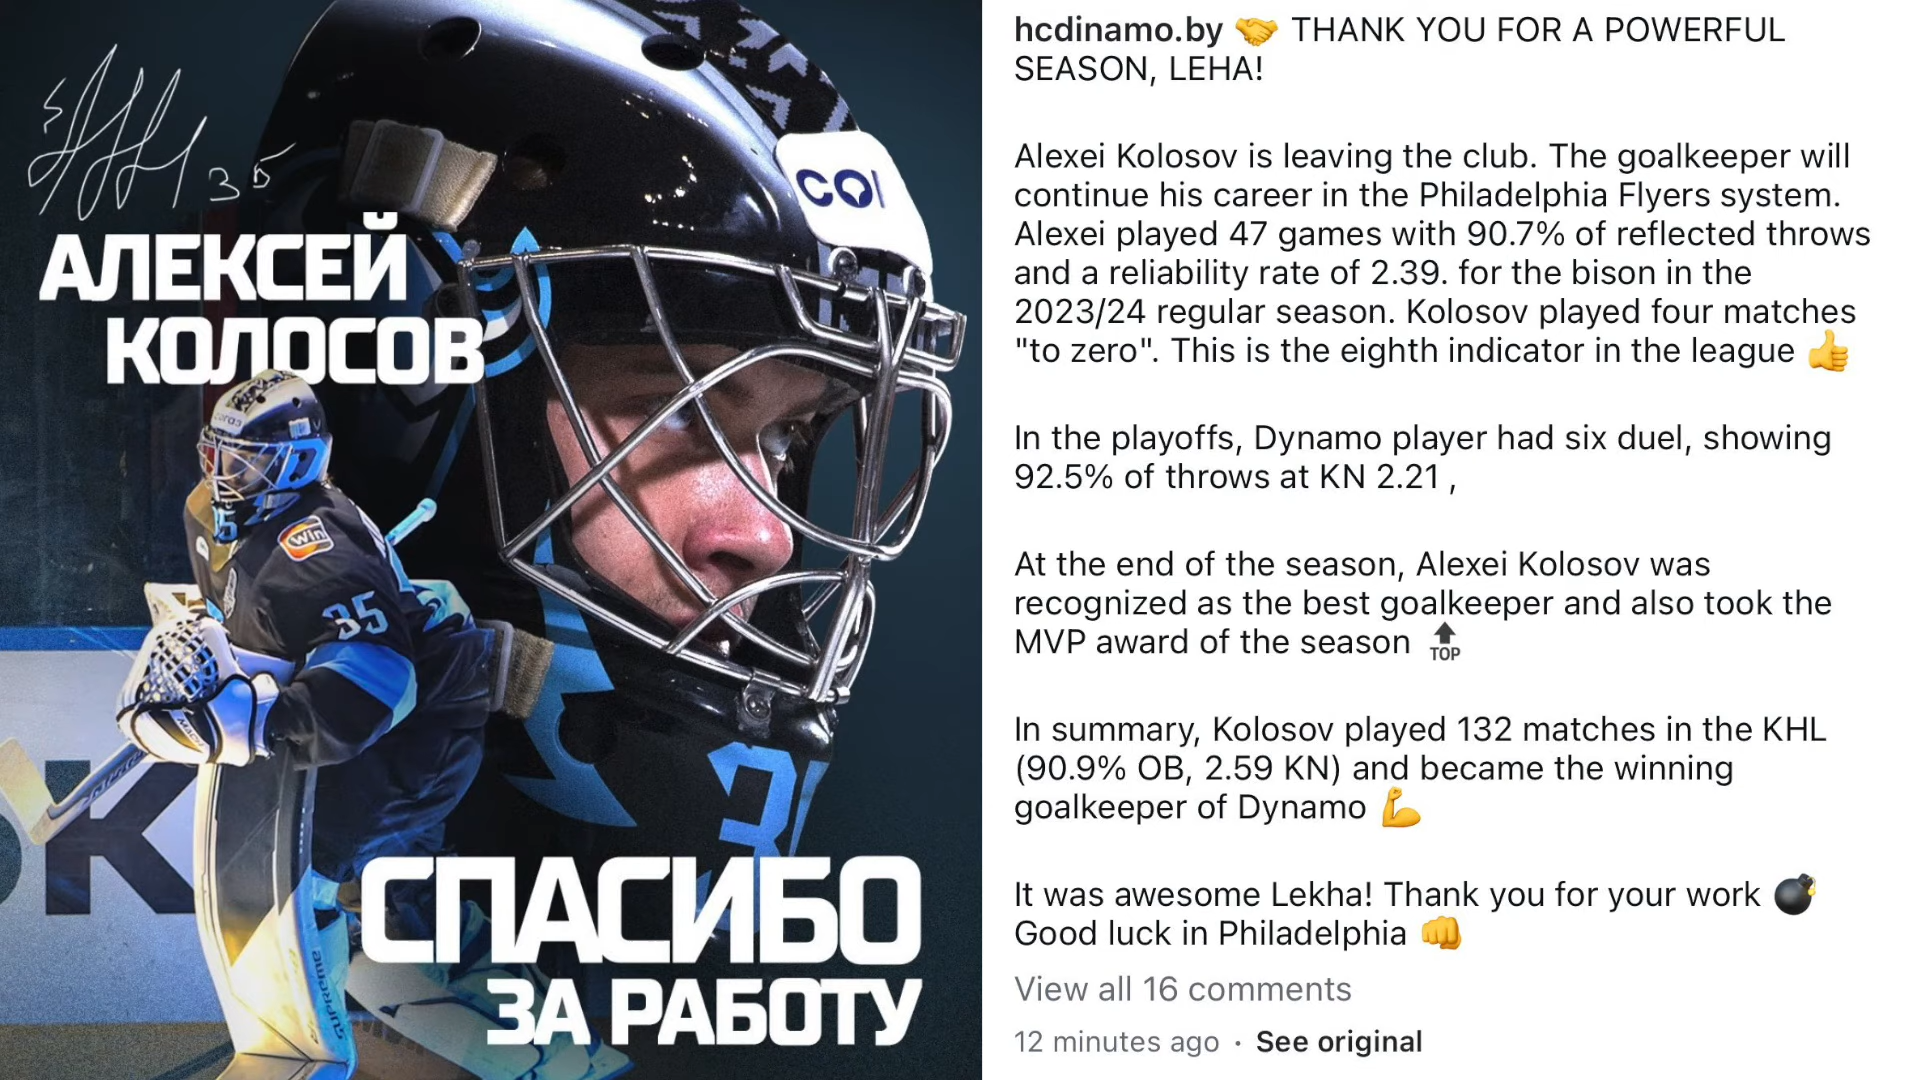 35
АЛЕКСЕЙ
КОЛОСОВ
win
35
СПАСИБО
ЗА РАБОТУ
hcdinamo.by 🤝 THANK YOU FOR A POWERFUL
SEASON, LEHA!
Alexei Kolosov is leaving the club. The goalkeeper will
continue his career in the Philadelphia Flyers system.
Alexei played 47 games with 90.7% of reflected throws
and a reliability rate of 2.39. for the bison in the
2023/24 regular season. Kolosov played four matches
"to zero". This is the eighth indicator in the league 👍
In the playoffs, Dynamo player had six duel, showing
92.5% of throws at KN 2.21 ,
At the end of the season, Alexei Kolosov was
recognized as the best goalkeeper and also took the
MVP award of the season 🔝
In summary, Kolosov played 132 matches in the KHL
(90.9% OB, 2.59 KN) and became the winning
goalkeeper of Dynamo 💪
It was awesome Lekha! Thank you for your work 💣
Good luck in Philadelphia 👊
View all 16 comments
12 minutes ago · See original